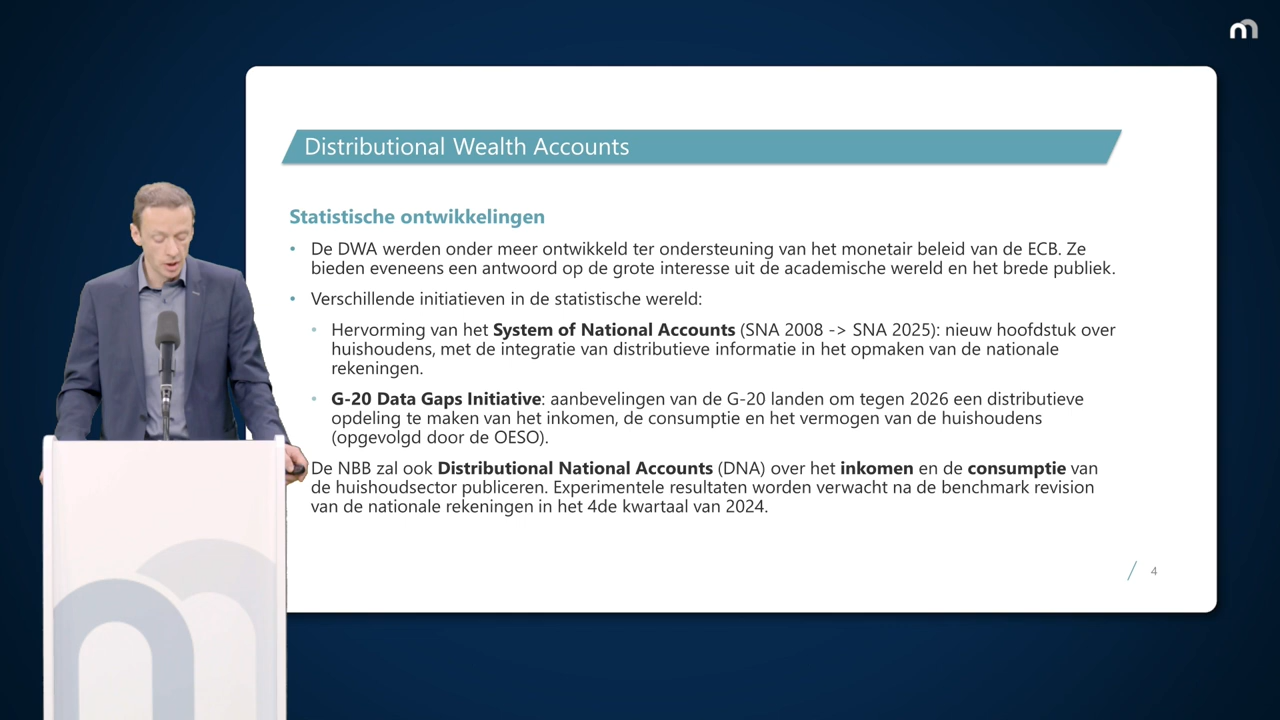 Distributional Wealth Accounts
Statistische ontwikkelingen
• De DWA werden onder meer ontwikkeld ter ondersteuning van het monetair beleid van de ECB. Ze
bieden eveneens een antwoord op de grote interesse uit de academische wereld en het brede publiek.
• Verschillende initiatieven in de statistische wereld:
• Hervorming van het System of National Accounts (SNA 2008 -> SNA 2025): nieuw hoofdstuk over
huishoudens, met de integratie van distributieve informatie in het opmaken van de nationale
rekeningen.
• G-20 Data Gaps Initiative: aanbevelingen van de G-20 landen om tegen 2026 een distributieve
opdeling te maken van het inkomen, de consumptie en het vermogen van de huishoudens
(opgevolgd door de OESO).
De NBB zal ook Distributional National Accounts (DNA) over het inkomen en de consumptie van
de huishoudsector publiceren. Experimentele resultaten worden verwacht na de benchmark revision
van de nationale rekeningen in het 4de kwartaal van 2024.
/ 4